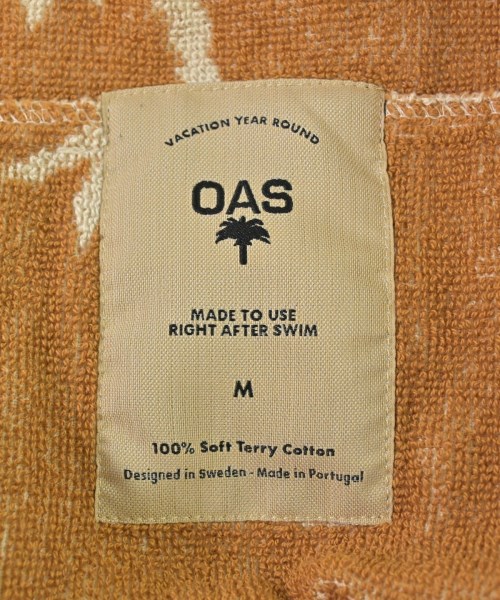 VACATION YEAR ROUND
OAS
MADE TO USE
RIGHT AFTER SWIM
M
100% Soft Terry Cotton
Designed in Sweden - Made in Portugal